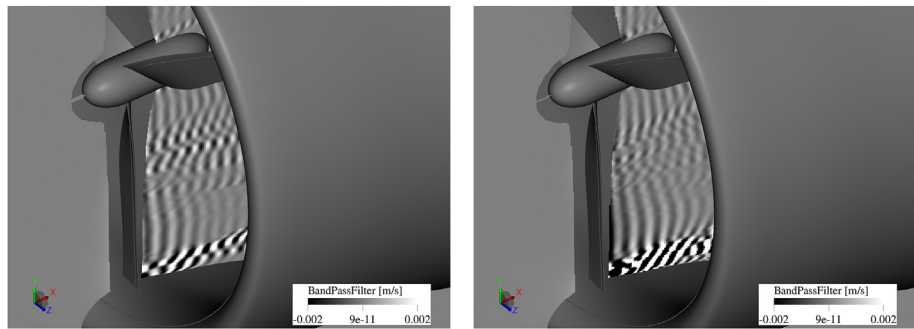 Y
X
Z
BandPassFilter [m/s]
-0.002 9e-11 0.002
Y
X
Z
BandPassFilter [m/s]
-0.002 9e-11 0.002